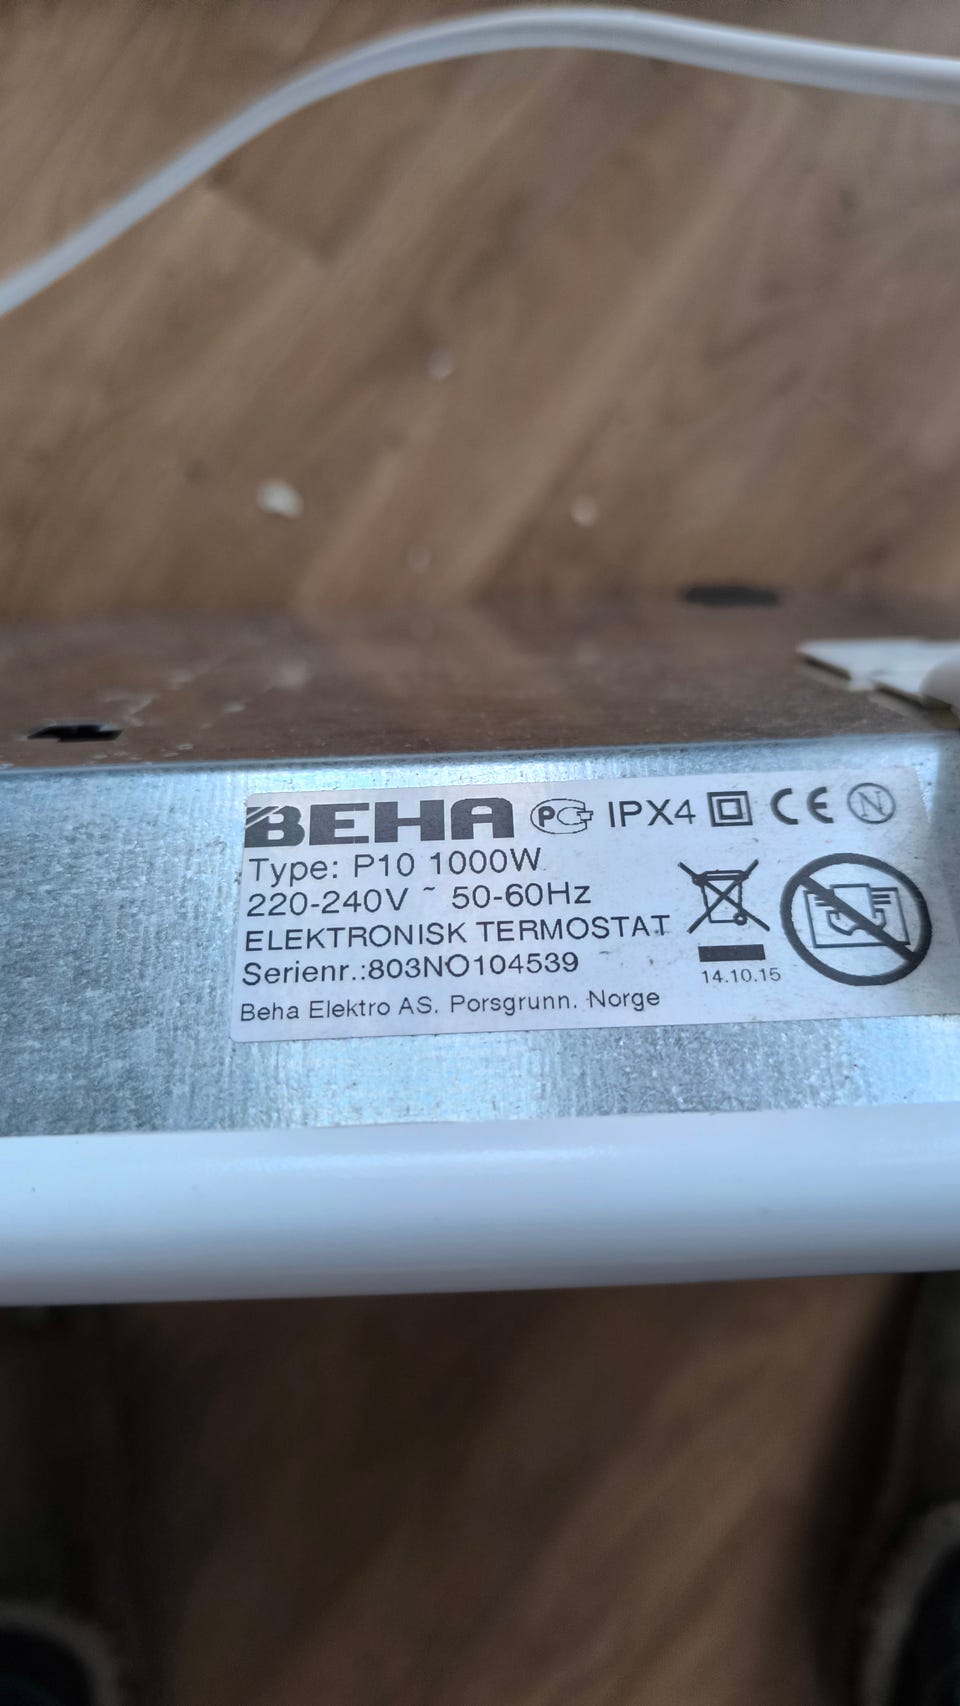 BEHA PG IPX4 CE N
Type: P10 1000W
220-240V ~ 50-60Hz
ELEKTRONISK TERMOSTAT
Serienr.:803NO104539
14.10.15
Beha Elektro AS. Porsgrunn. Norge